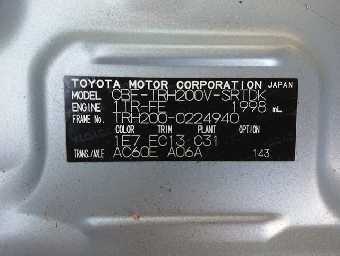 TOYOTA MOTOR CORPORATION JAPAN
MODEL CBF-TRH200V-SRTDK
ENGINE 1TR-FE 1998 mL
FRAME No. TRH200-0224940
COLOR TRIM PLANT OPTION
1E7 EC13 C31
TRANS./AXLE AC60E A06A 143